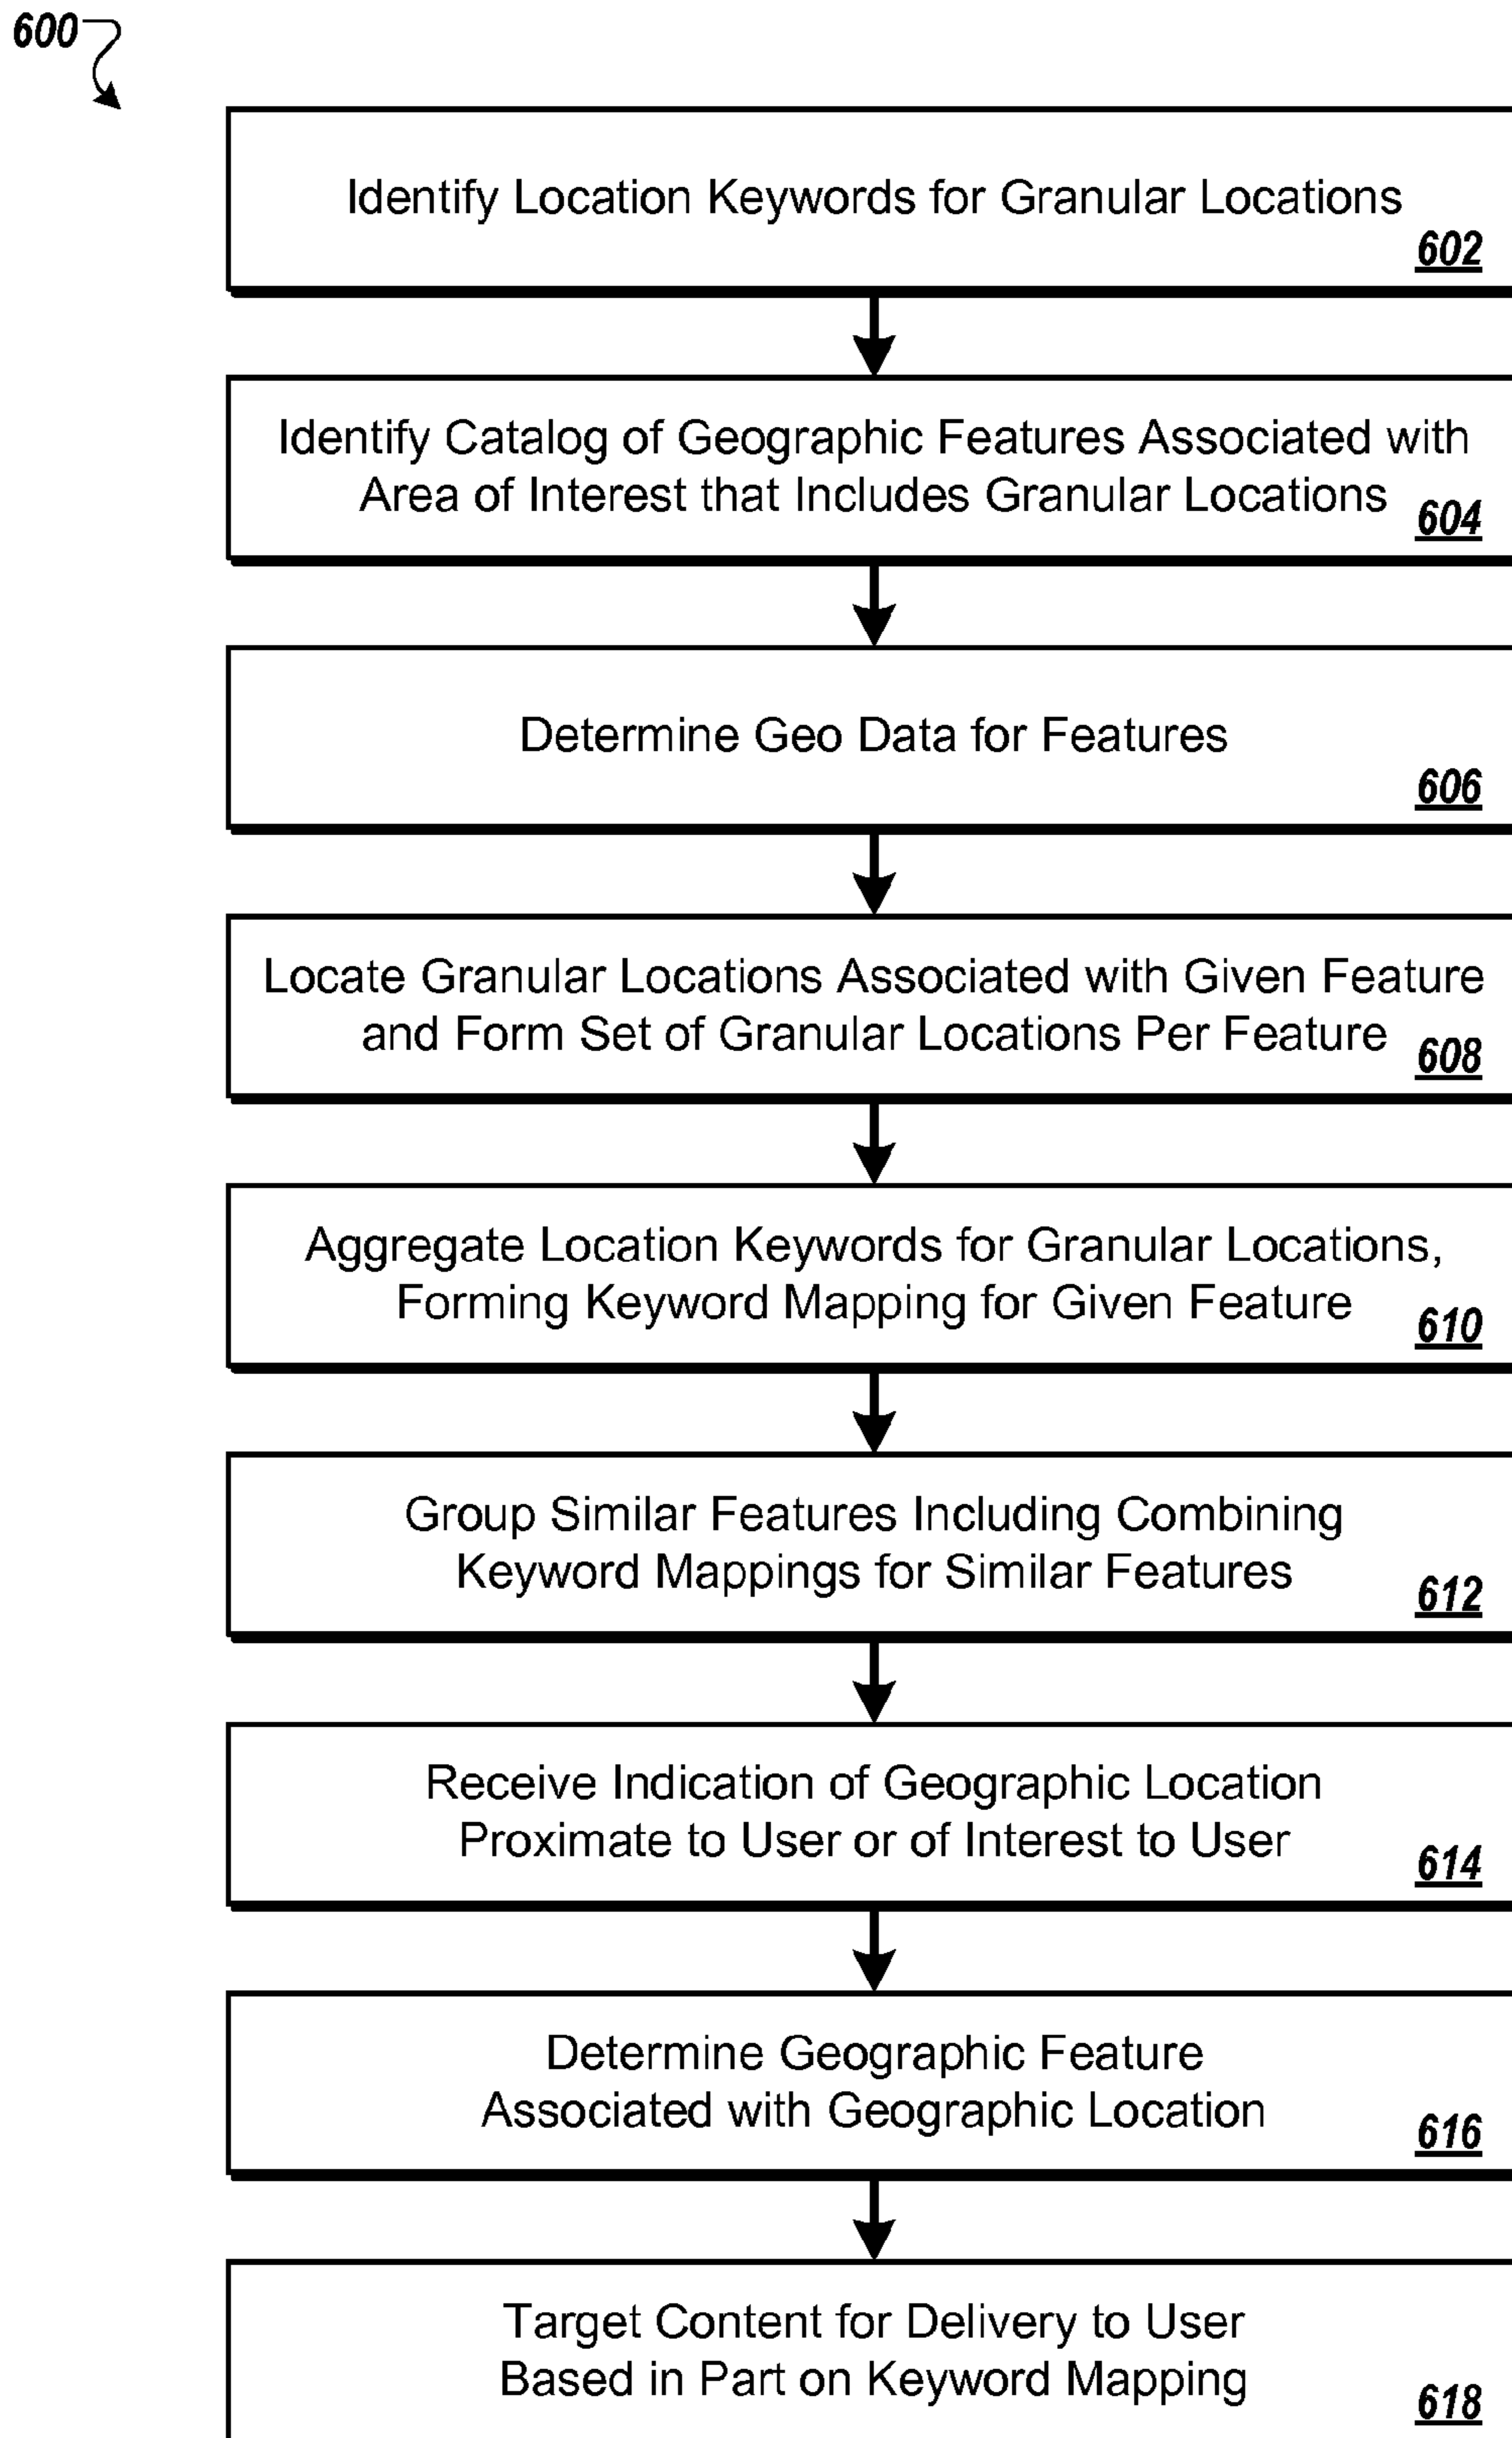 600
Identify Location Keywords for Granular Locations
602
Identify Catalog of Geographic Features Associated with
Area of Interest that Includes Granular Locations
604
Determine Geo Data for Features
606
Locate Granular Locations Associated with Given Feature
and Form Set of Granular Locations Per Feature
608
Aggregate Location Keywords for Granular Locations,
Forming Keyword Mapping for Given Feature
610
Group Similar Features Including Combining
Keyword Mappings for Similar Features
612
Receive Indication of Geographic Location
Proximate to User or of Interest to User
614
Determine Geographic Feature
Associated with Geographic Location
616
Target Content for Delivery to User
Based in Part on Keyword Mapping
618